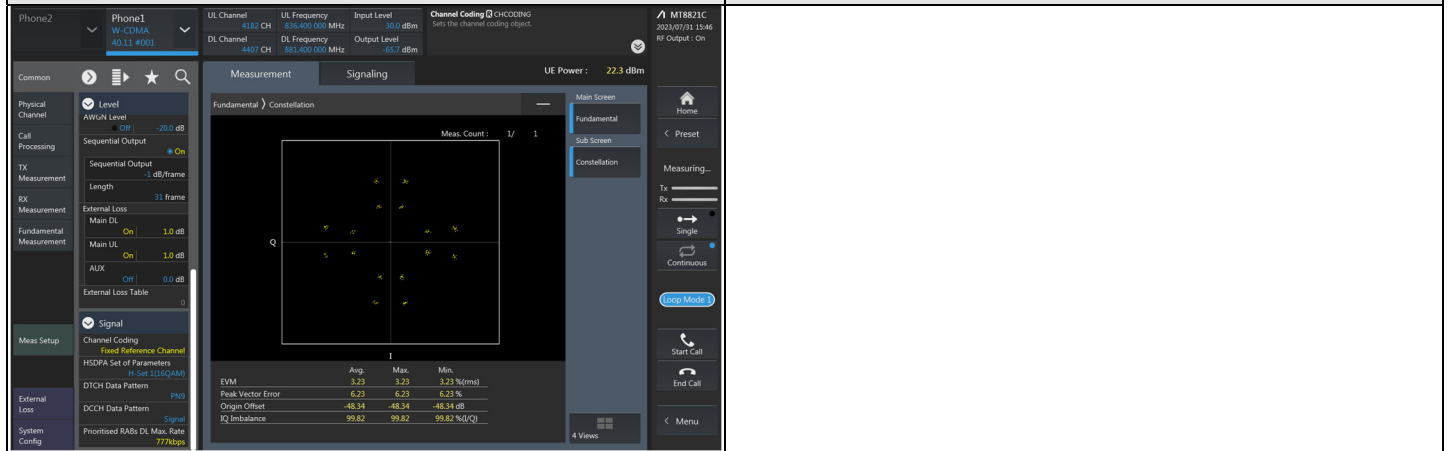 Phone2
Phone1
W-CDMA
40.11 #001
UL Channel
4182 CH
UL Frequency
836.400 000 MHz
Input Level
30.0 dBm
DL Channel
4407 CH
DL Frequency
881.400 000 MHz
Output Level
-65.7 dBm
Channel Coding CHCODING
Sets the channel coding object.
MT8821C
2023/07/31 15:46
RF Output : On
Common
Measurement
Signaling
UE Power : 22.3 dBm
Physical
Channel
Call
Processing
TX
Measurement
RX
Measurement
Fundamental
Measurement
Meas Setup
External
Loss
System
Config
Level
AWGN Level
Off -20.0 dB
Sequential Output
On
Sequential Output
-1 dB/frame
Length
31 frame
External Loss
Main DL
On 1.0 dB
Main UL
On 1.0 dB
AUX
Off 0.0 dB
External Loss Table
0
Signal
Channel Coding
Fixed Reference Channel
HSDPA Set of Parameters
H-Set 1(16QAM)
DTCH Data Pattern
PN9
DCCH Data Pattern
Signal
Prioritised RABs DL Max. Rate
777kbps
Fundamental 》 Constellation
Meas. Count : 1/ 1
Q
I
Avg. Max. Min.
EVM 3.23 3.23 3.23 %(rms)
Peak Vector Error 6.23 6.23 6.23 %
Origin Offset -48.34 -48.34 -48.34 dB
IQ Imbalance 99.82 99.82 99.82 %(I/Q)
Main Screen
Fundamental
Sub Screen
Constellation
4 Views
Home
Preset
Measuring...
Tx
Rx
Single
Continuous
Loop Mode 1
Start Call
End Call
Menu